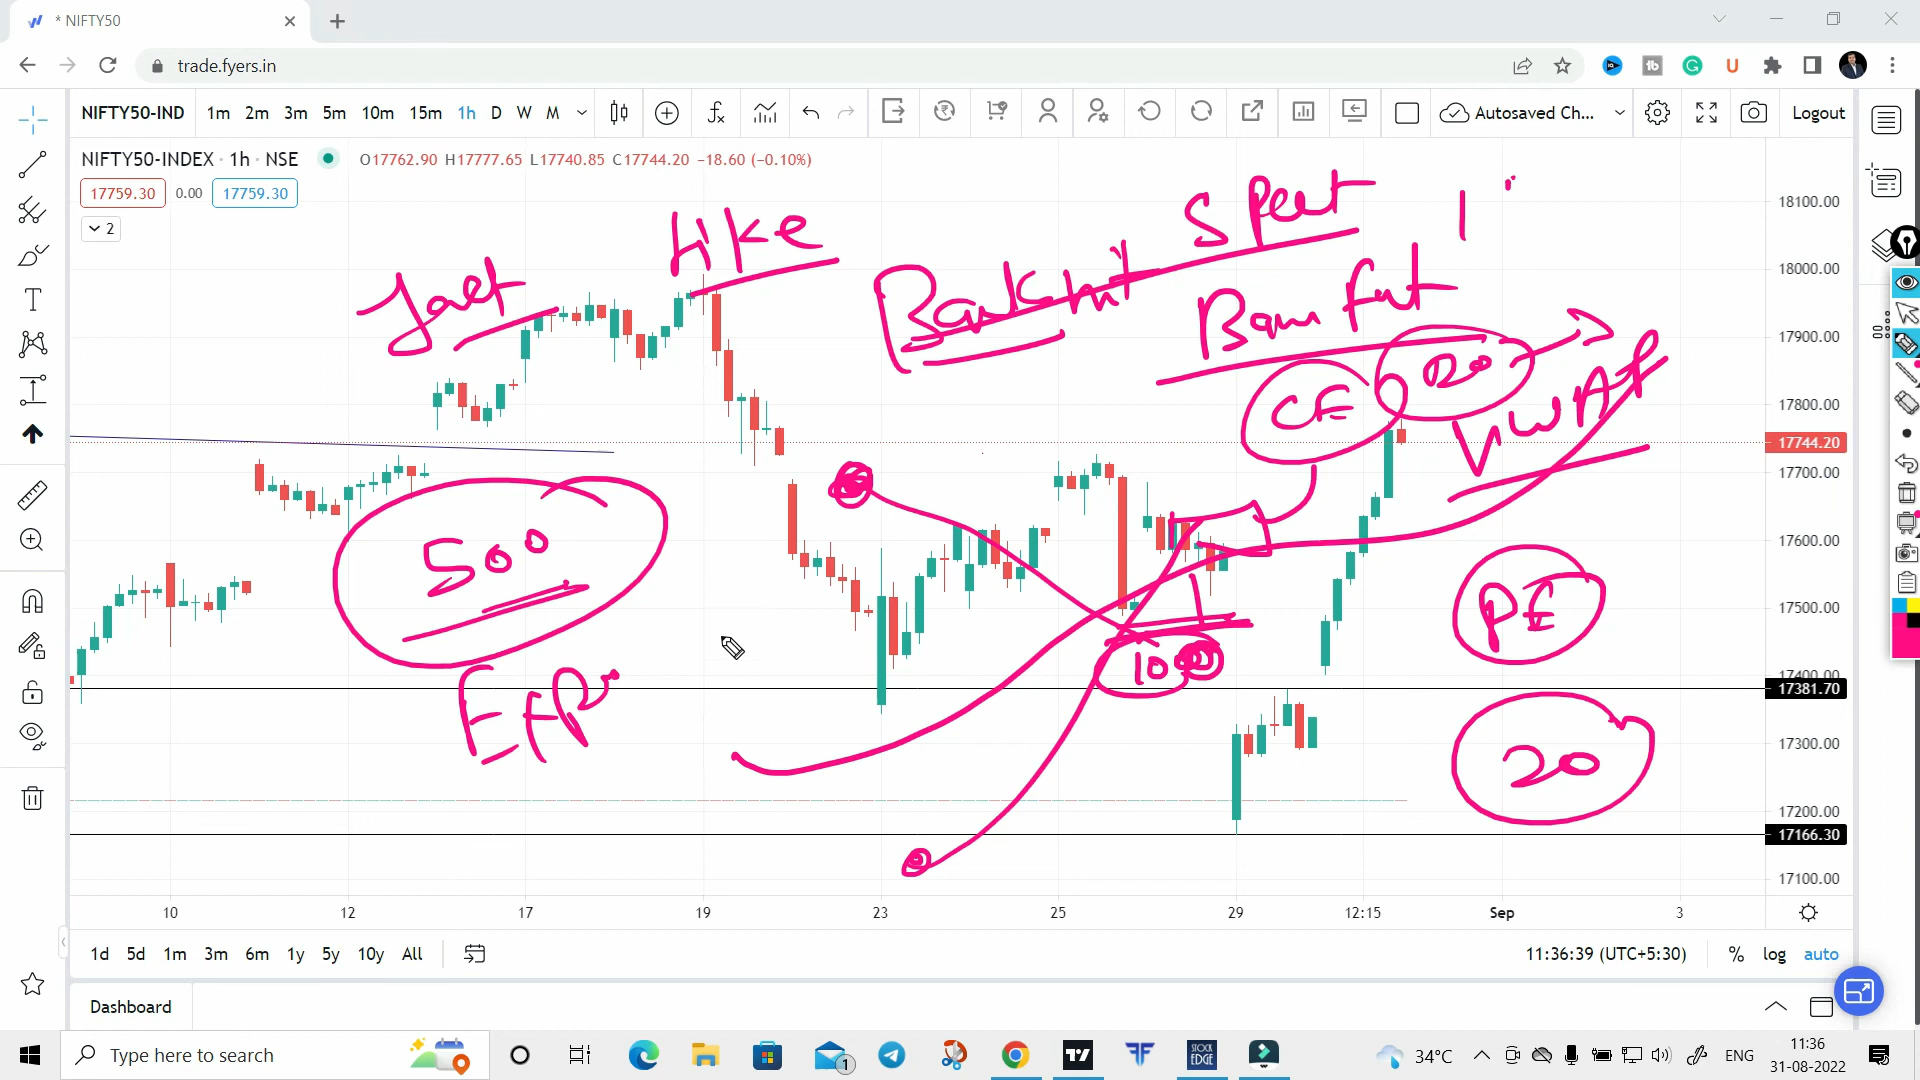 * NIFTY50
trade.fyers.in
NIFTY50-IND 1m 2m 3m 5m 10m 15m 1h D W M Autosaved Ch... Logout
NIFTY50-INDEX · 1h · NSE O17762.90 H17777.65 L17740.85 C17744.20 −18.60 (−0.10%)
17759.30 0.00 17759.30
2
Hike
CE
20
VWAP
500
PE
100
20
18100.00
18000.00
17900.00
17800.00
17744.20
17700.00
17600.00
17500.00
17400.00
17381.70
17300.00
17200.00
17166.30
17100.00
10 12 17 19 23 25 29 12:15 Sep 3
1d 5d 1m 3m 6m 1y 5y 10y All 11:36:39 (UTC+5:30) % log auto
Dashboard
Type here to search 1 STOCK EDGE 34°C ENG 11:36
31-08-2022